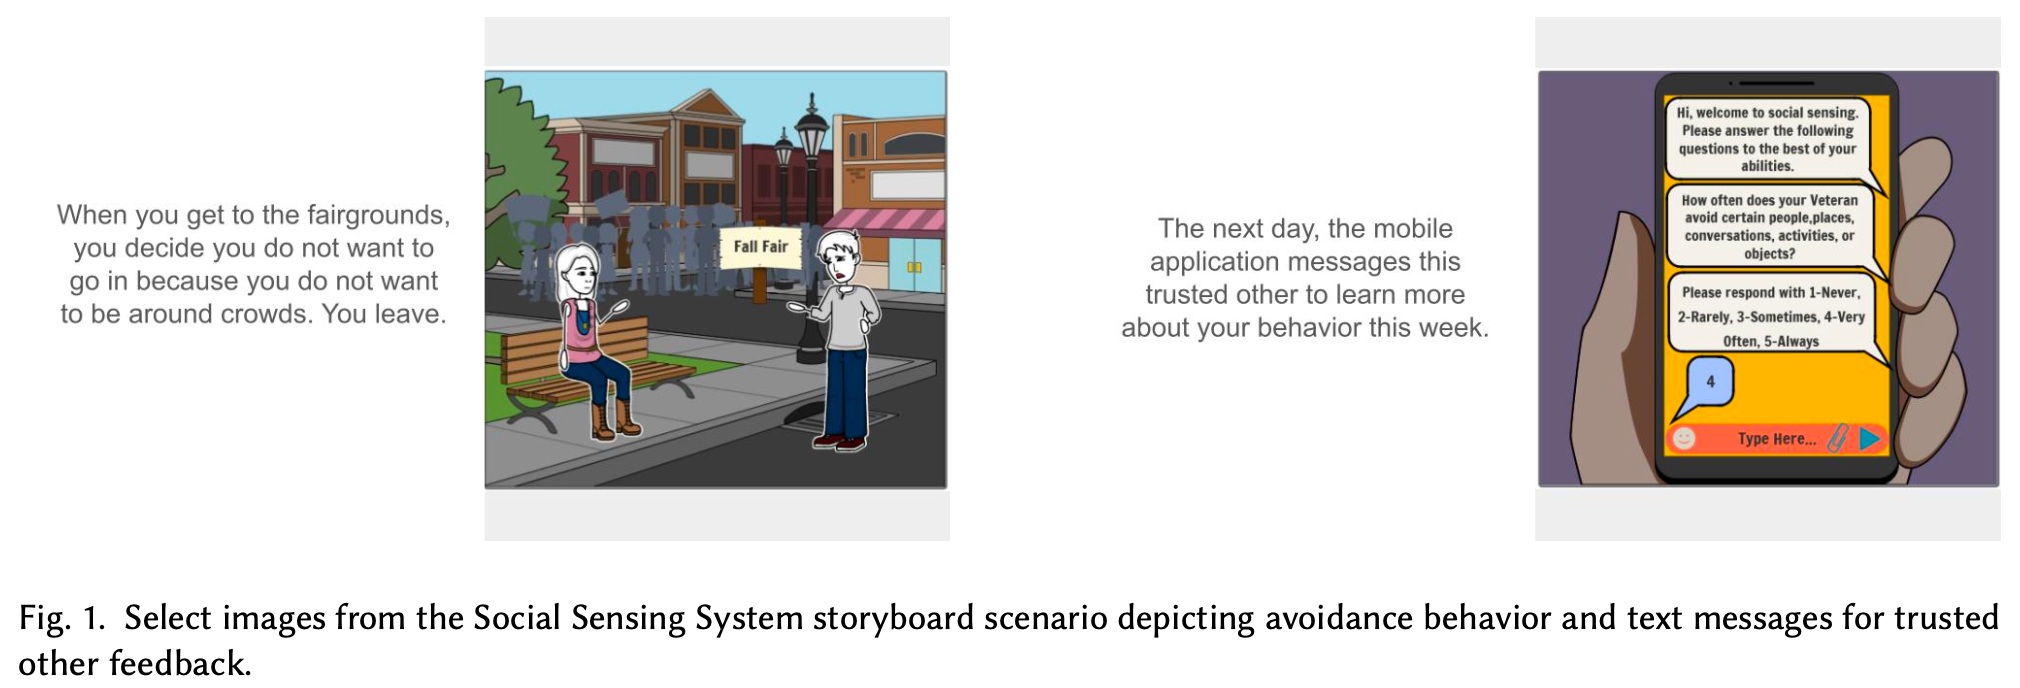 When you get to the fairgrounds,
you decide you do not want to
go in because you do not want
to be around crowds. You leave.
Fall Fair
The next day, the mobile
application messages this
trusted other to learn more
about your behavior this week.
Hi, welcome to social sensing.
Please answer the following
questions to the best of your
abilities.
How often does your Veteran
avoid certain people,places,
conversations, activities, or
objects?
Please respond with 1-Never,
2-Rarely, 3-Sometimes, 4-Very
Often, 5-Always
4
Type Here...
Fig. 1. Select images from the Social Sensing System storyboard scenario depicting avoidance behavior and text messages for trusted
other feedback.